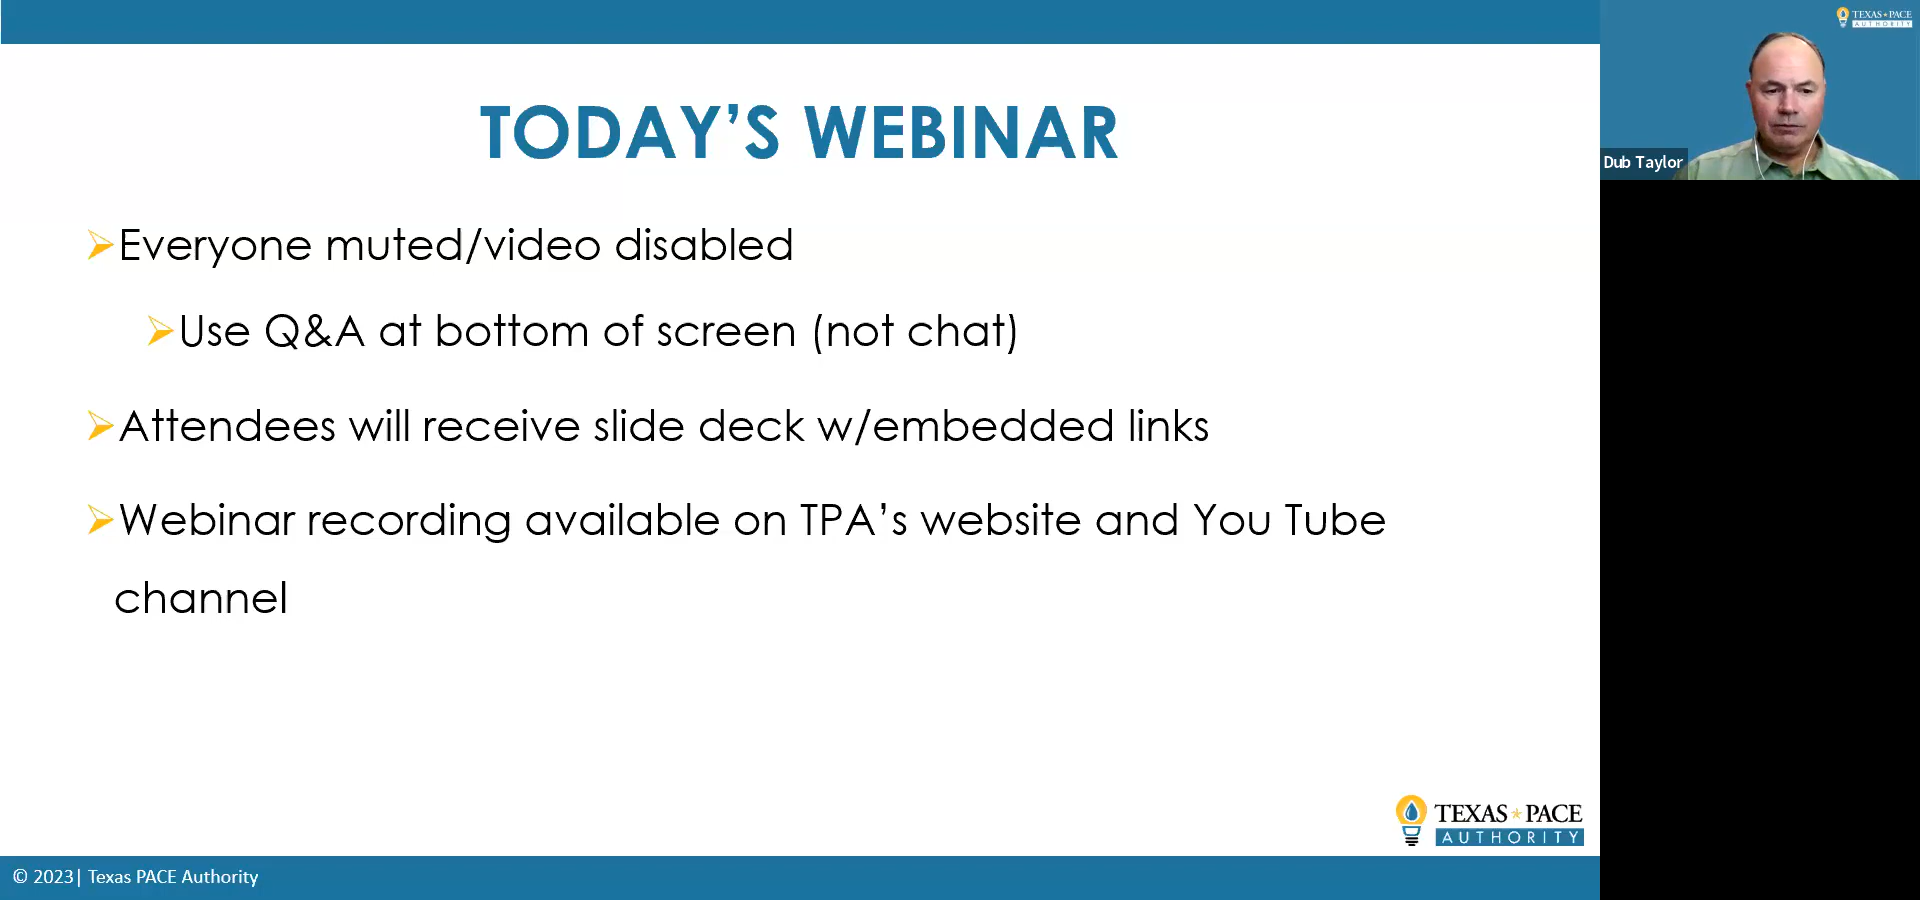 TODAY’S WEBINAR
Everyone muted/video disabled
Use Q&A at bottom of screen (not chat)
Attendees will receive slide deck w/embedded links
Webinar recording available on TPA’s website and You Tube
channel
TEXAS PACE
AUTHORITY
© 2023| Texas PACE Authority
TEXAS PACE
AUTHORITY
Dub Taylor